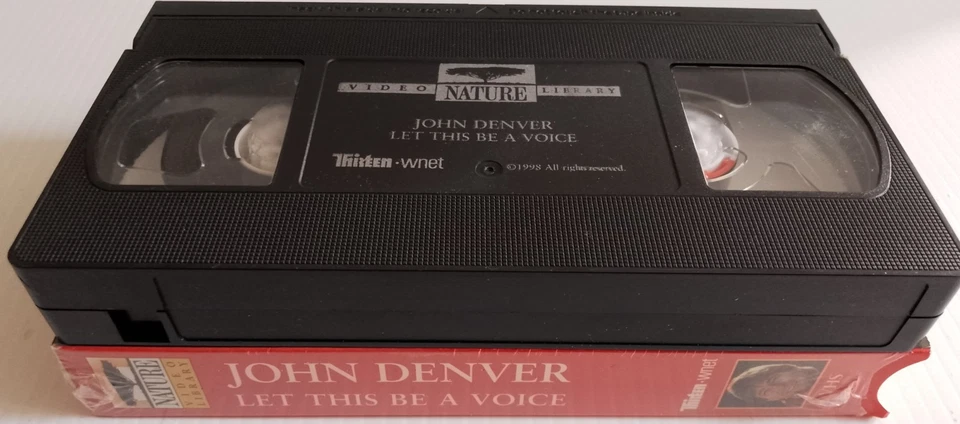 VIDEO NATURE LIBRARY
JOHN DENVER
LET THIS BE A VOICE
Thirteen·wnet
©1998 All rights reserved.
NATURE
VIDEO
LIBRARY
JOHN DENVER
LET THIS BE A VOICE
Thirteen·wnet
VHS